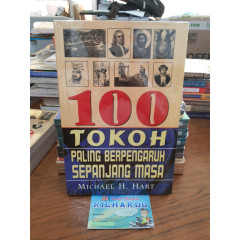 100
TOKOH
PALING BERPENGARUH
SEPANJANG MASA
MICHAEL H. HART